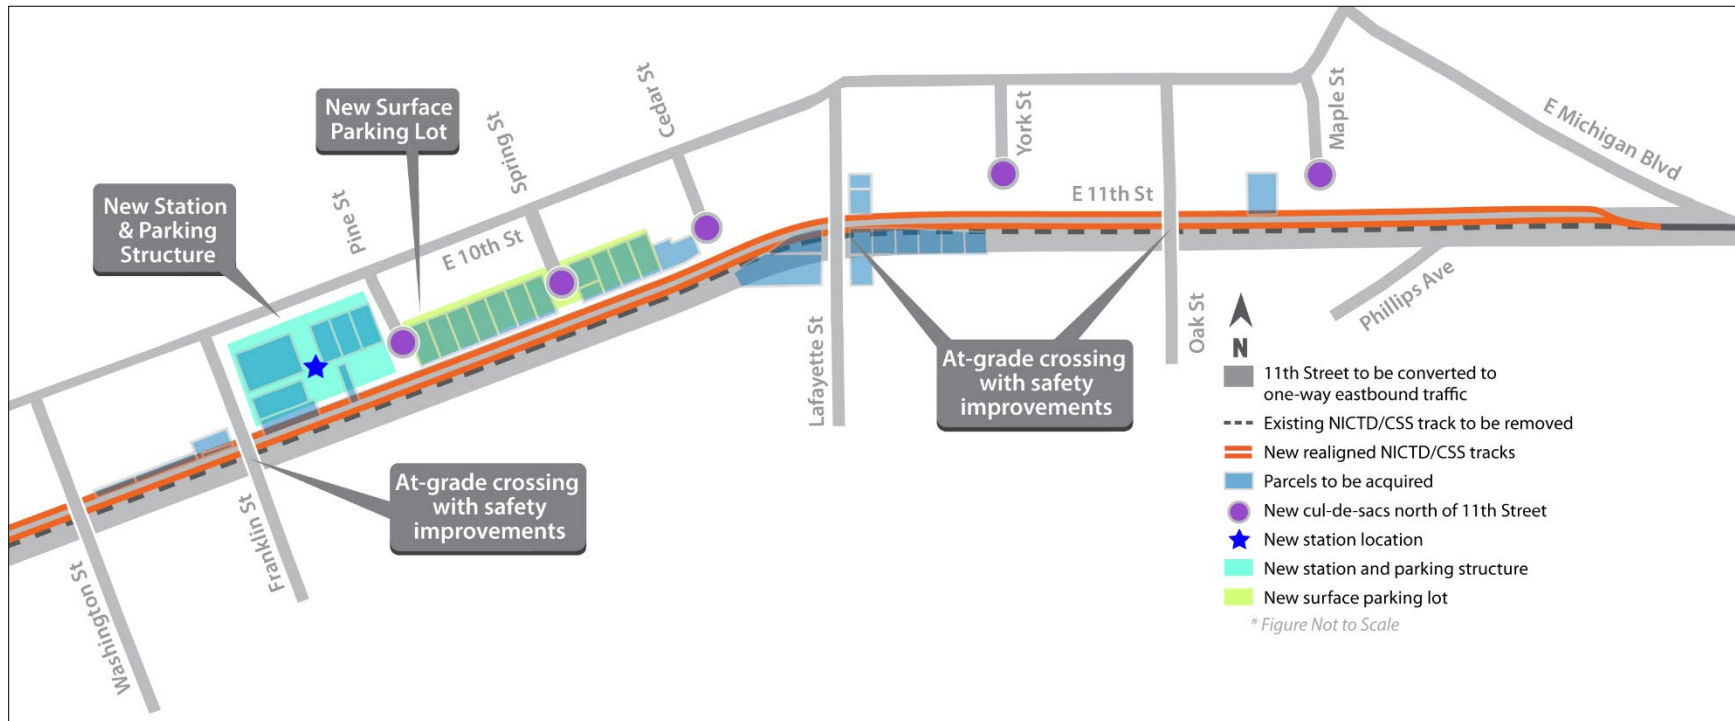 New Surface
Parking Lot
New Station
& Parking
Structure
Pine St
Spring St
Cedar St
E 10th St
York St
Maple St
E Michigan Blvd
E 11th St
Lafayette St
Oak St
Phillips Ave
Washington St
Franklin St
At-grade crossing
with safety
improvements
At-grade crossing
with safety
improvements
N
11th Street to be converted to
one-way eastbound traffic
Existing NICTD/CSS track to be removed
New realigned NICTD/CSS tracks
Parcels to be acquired
New cul-de-sacs north of 11th Street
New station location
New station and parking structure
New surface parking lot
* Figure Not to Scale